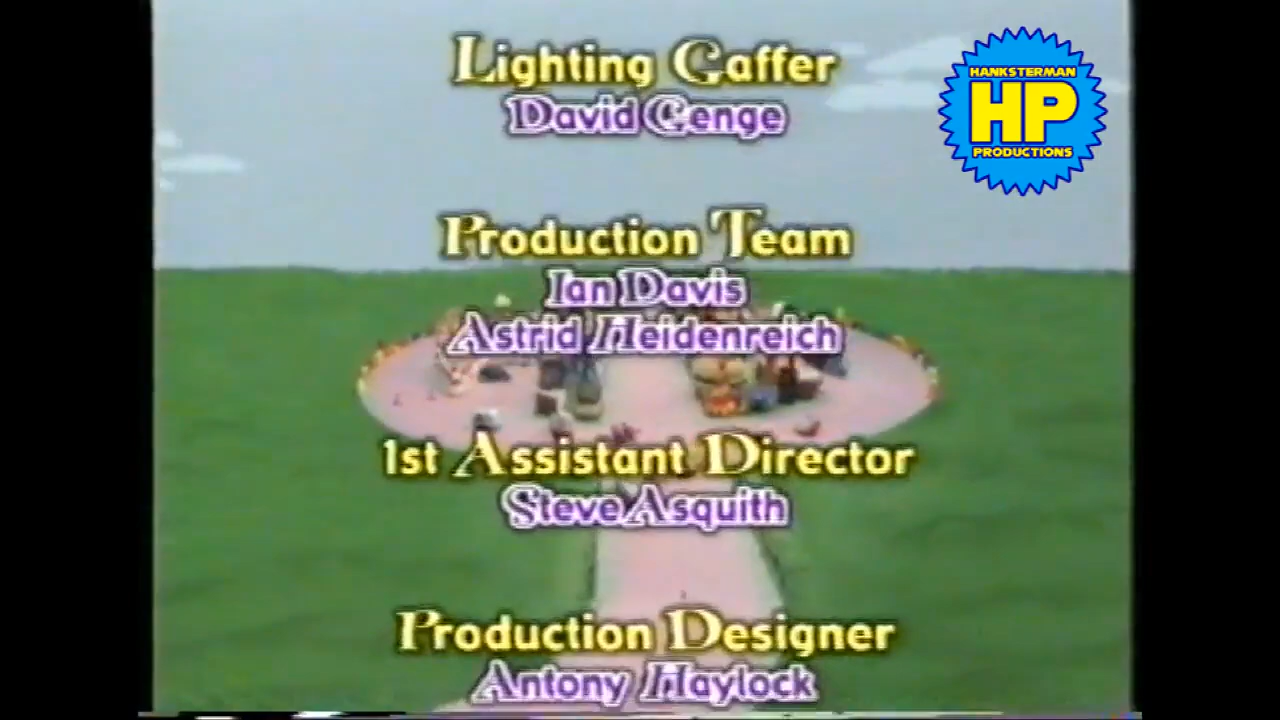 Lighting Gaffer
David Genge
HANKSTERMAN
HP
PRODUCTIONS
Production Team
Ian Davis
Astrid Heidenreich
1st Assistant Director
Steve Asquith
Production Designer
Antony Haylock